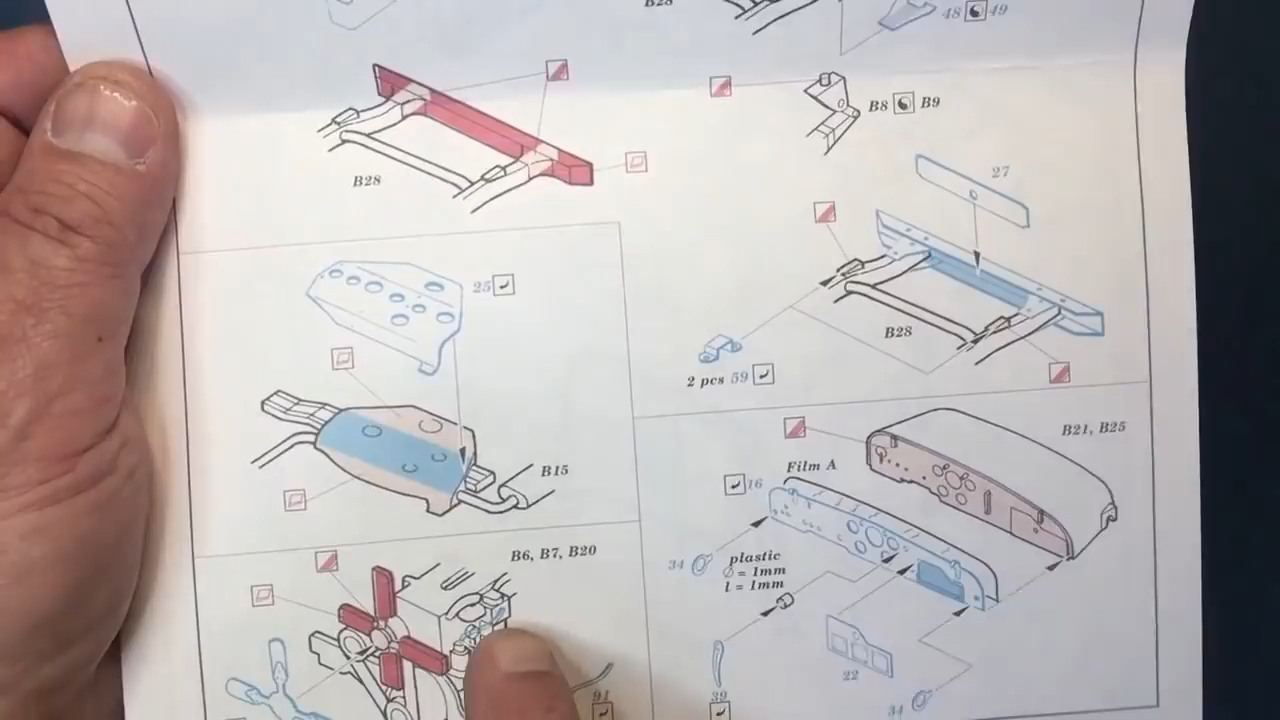 B28
48 49
B28
B8 B9
27
B28
2 pcs 59
25
B15
B21, B25
Film A
16
34
plastic
Ø = 1mm
l = 1mm
22
39
34
B6, B7, B20
91